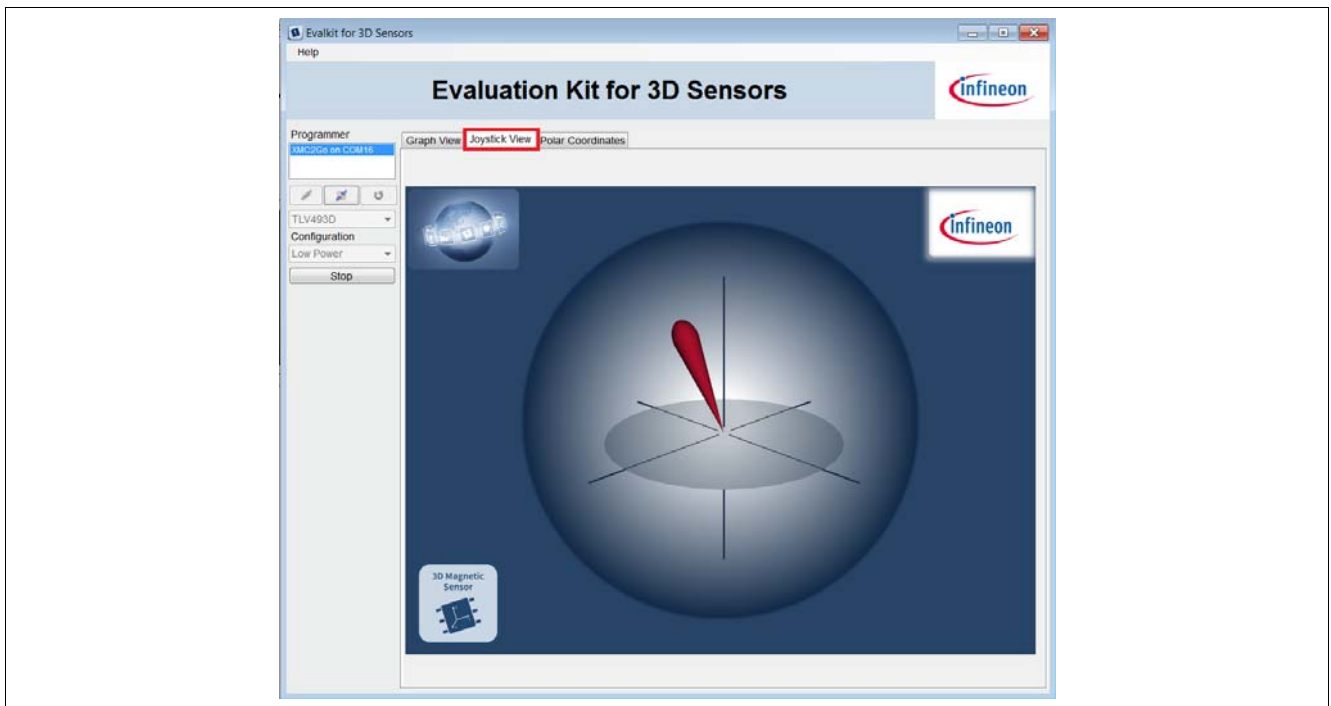 Evalkit for 3D Sensors
Help
Evaluation Kit for 3D Sensors
infineon
Programmer
XMC2Go on COM16
Graph View
Joystick View
Polar Coordinates
TLV493D
Configuration
Low Power
Stop
infineon
3D Magnetic
Sensor